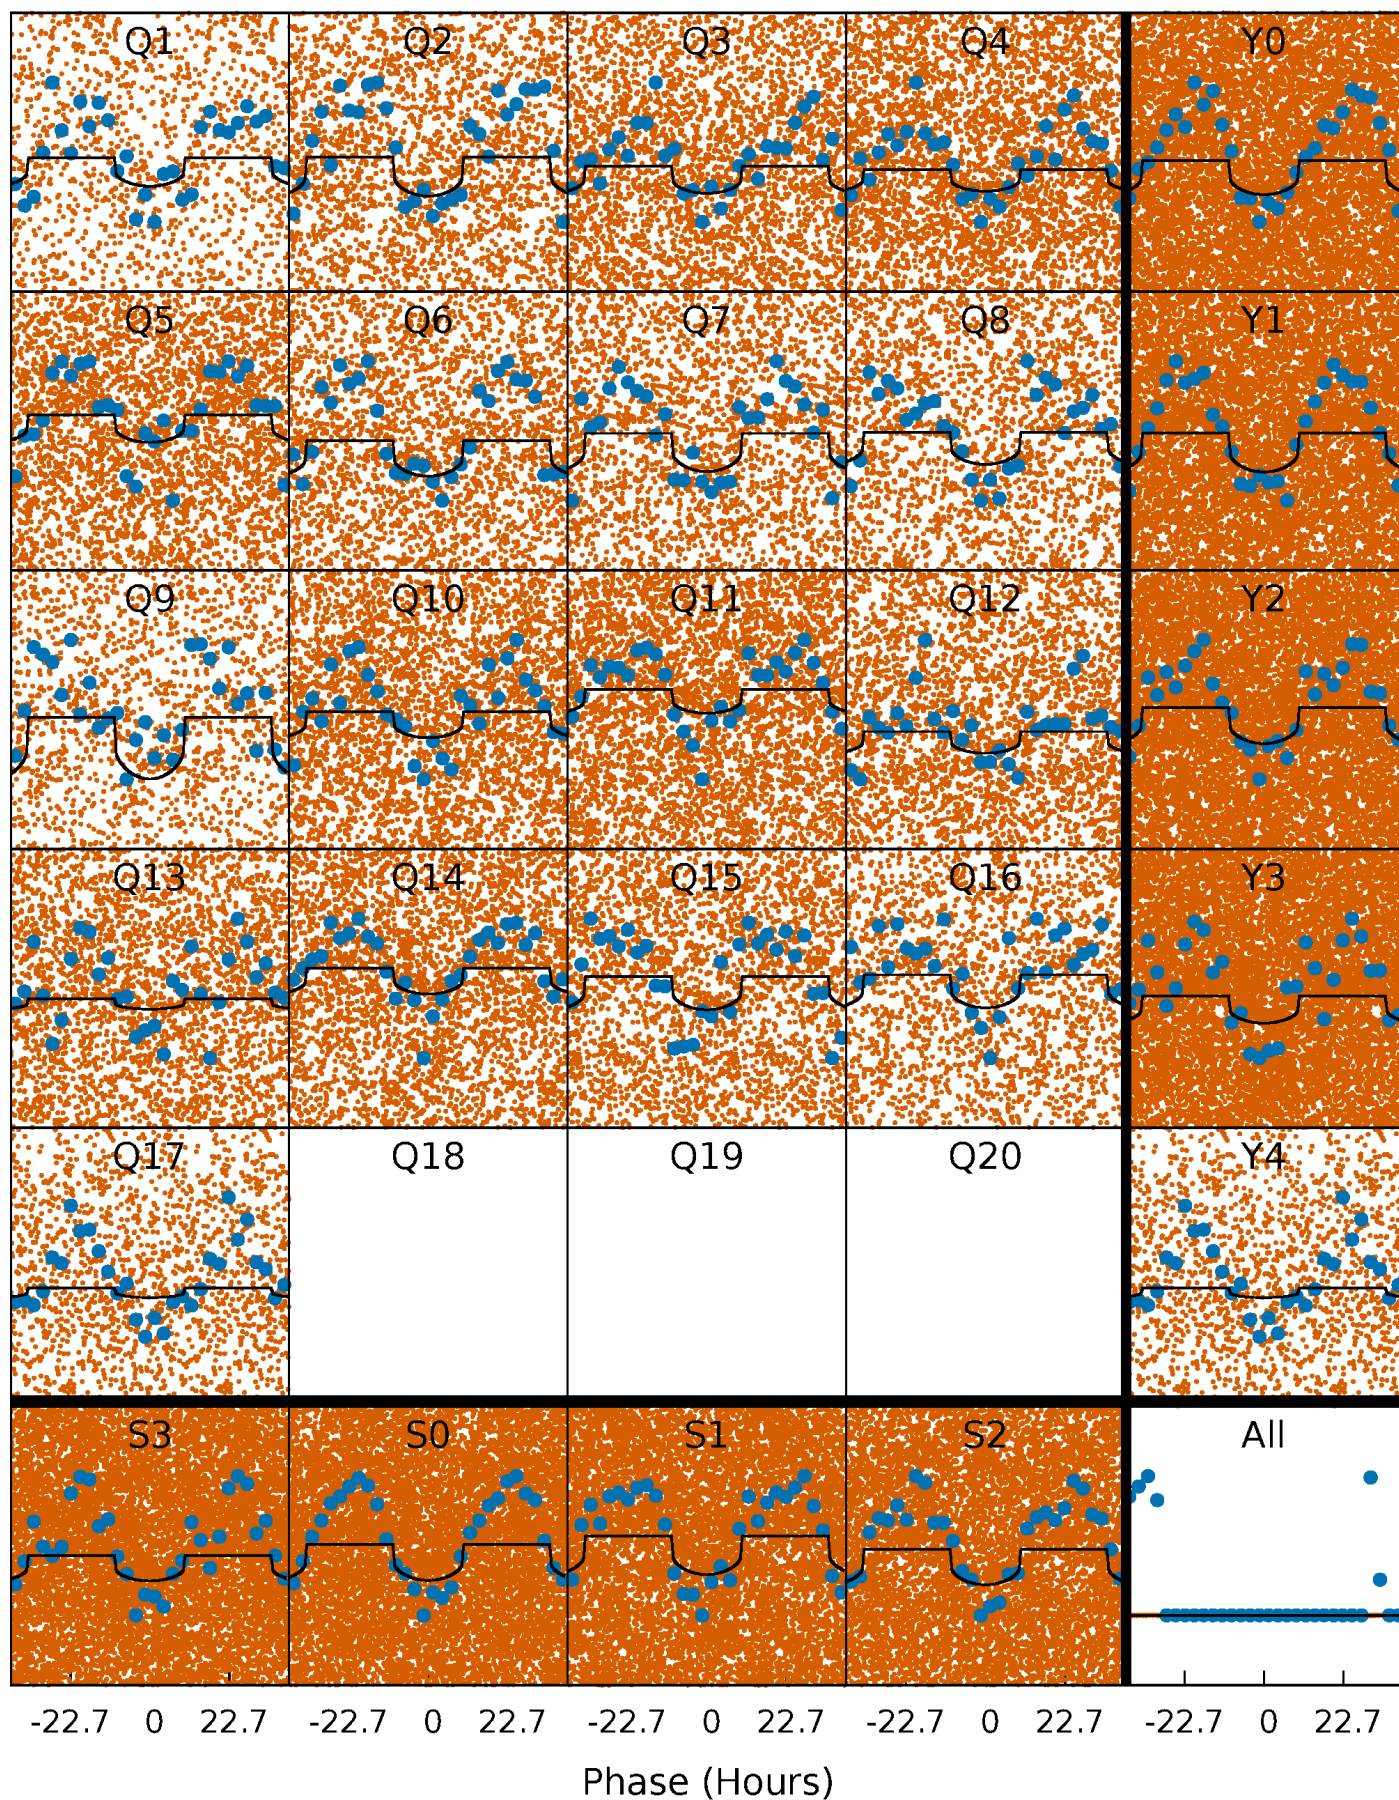 Q1 Q2 Q3 Q4 Y0
Q5 Q6 Q7 Q8 Y1
Q9 Q10 Q11 Q12 Y2
Q13 Q14 Q15 Q16 Y3
Q17 Q18 Q19 Q20 Y4
S3 S0 S1 S2 All
-22.7 0 22.7 -22.7 0 22.7 -22.7 0 22.7 -22.7 0 22.7 -22.7 0 22.7
Phase (Hours)